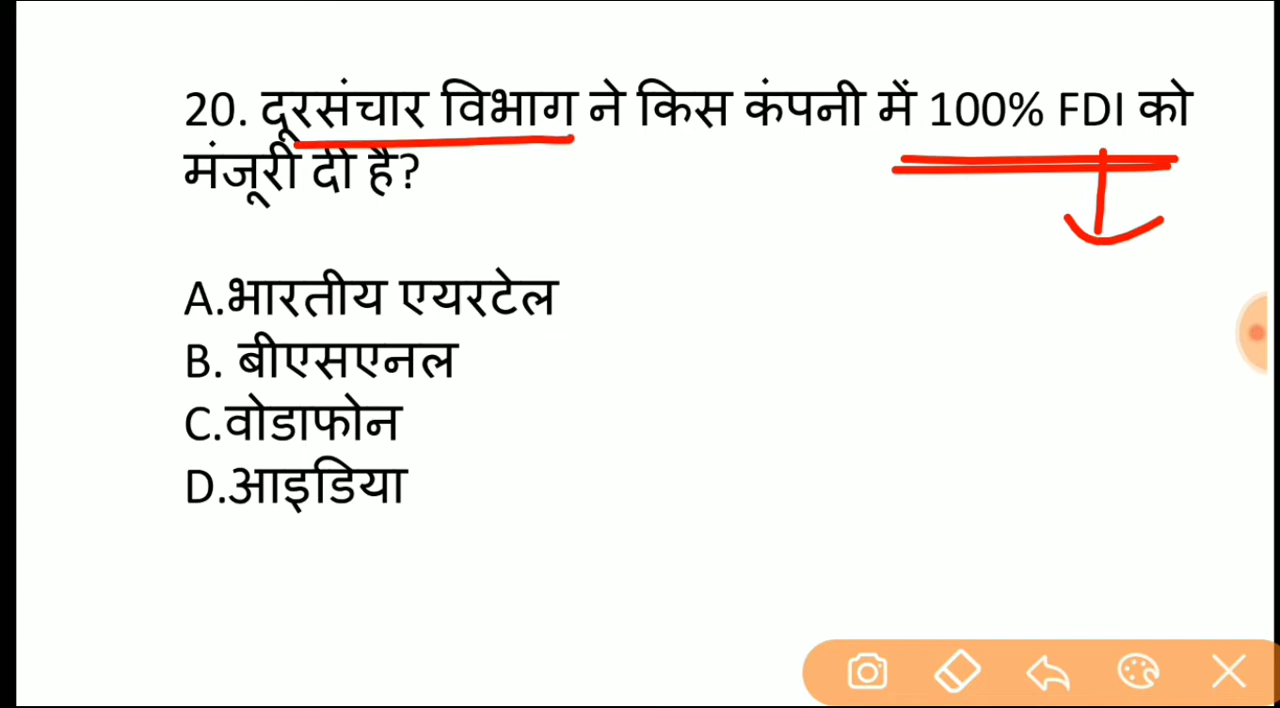 20. दूरसंचार विभाग ने किस कंपनी में 100% FDI को
मंजूरी दी है?
A.भारतीय एयरटेल
B. बीएसएनल
C.वोडाफोन
D.आइडिया